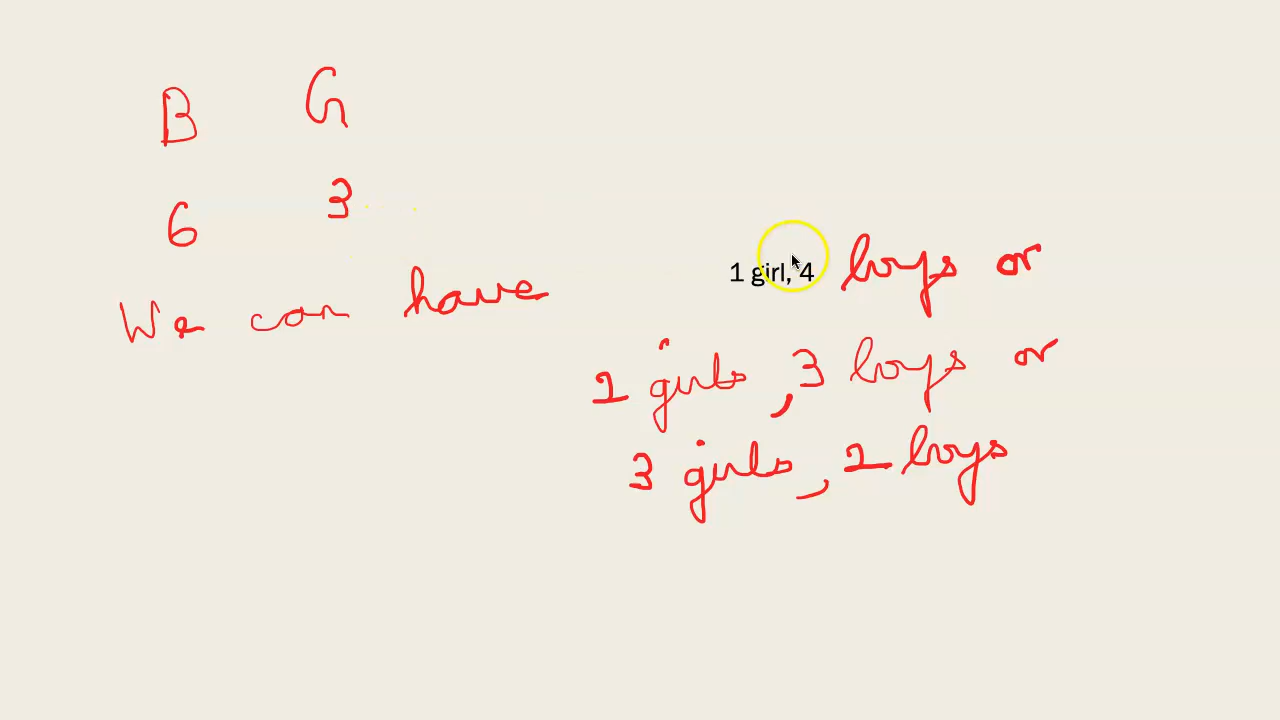 B G
6 3
We can have
1 girl, 4 boys or
2 girls, 3 boys or
3 girls, 2 boys